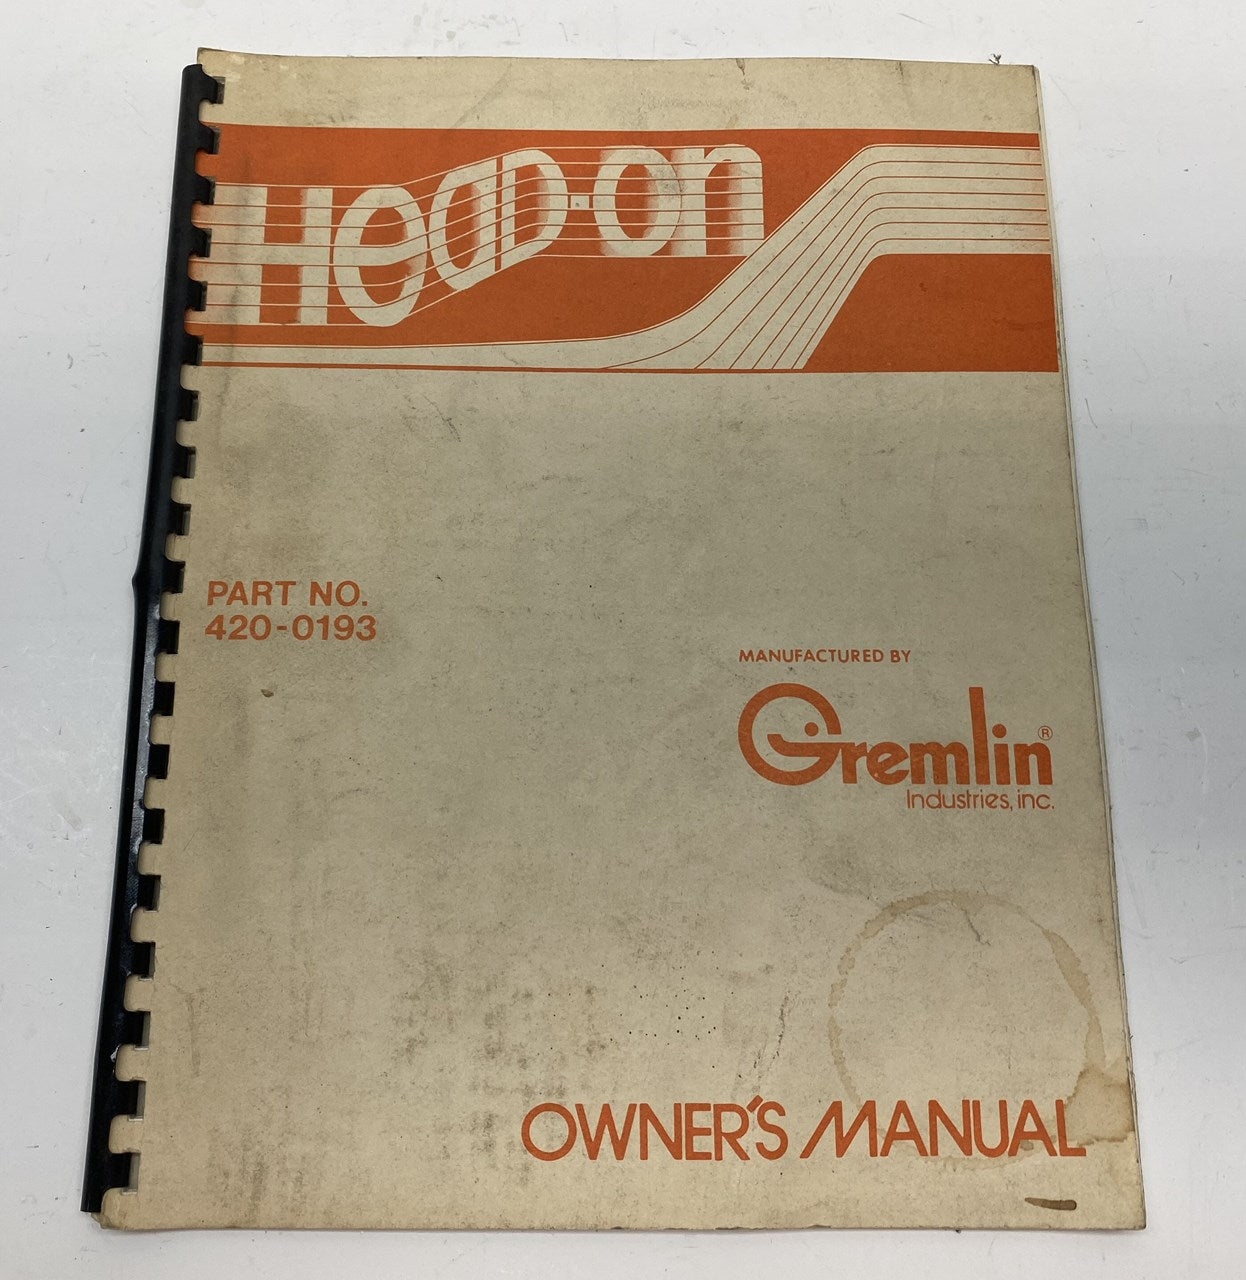 HeaD-on
PART NO.
420-0193
MANUFACTURED BY
Gremlin®
Industries, inc.
OWNER'S MANUAL